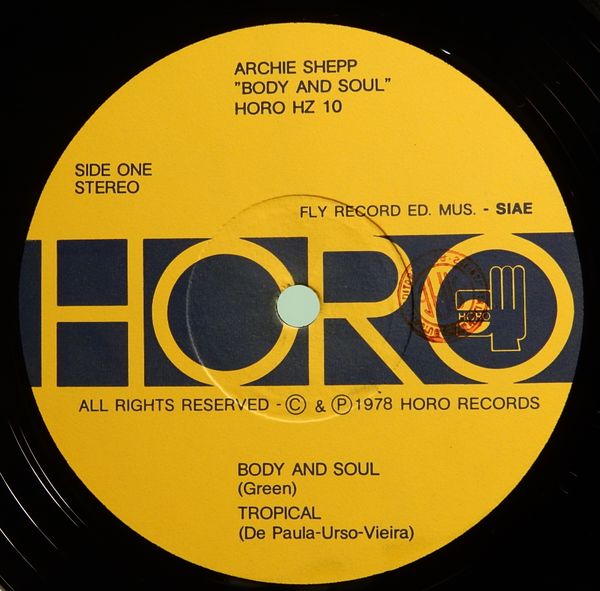 ARCHIE SHEPP
"BODY AND SOUL"
HORO HZ 10
SIDE ONE
STEREO
FLY RECORD ED. MUS. - SIAE
HORO
HORO
ALL RIGHTS RESERVED - © & ℗ 1978 HORO RECORDS
BODY AND SOUL
(Green)
TROPICAL
(De Paula-Urso-Vieira)